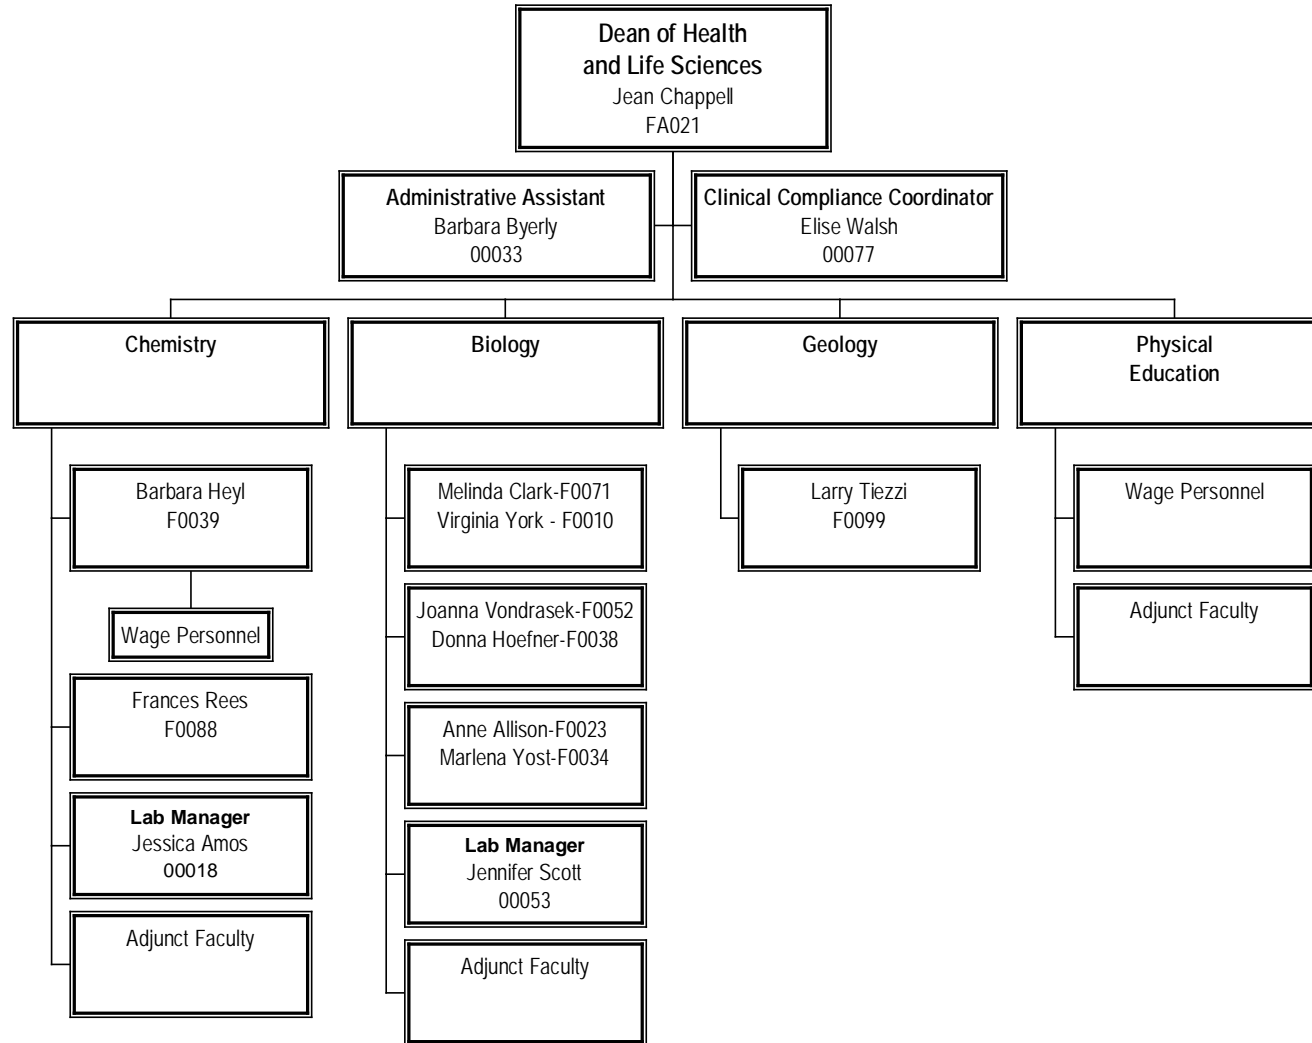 Dean of Health
and Life Sciences
Jean Chappell
FA021
Administrative Assistant
Barbara Byerly
00033
Clinical Compliance Coordinator
Elise Walsh
00077
Chemistry
Barbara Heyl
F0039
Wage Personnel
Frances Rees
F0088
Lab Manager
Jessica Amos
00018
Adjunct Faculty
Biology
Melinda Clark-F0071
Virginia York - F0010
Joanna Vondrasek-F0052
Donna Hoefner-F0038
Anne Allison-F0023
Marlena Yost-F0034
Lab Manager
Jennifer Scott
00053
Adjunct Faculty
Geology
Larry Tiezzi
F0099
Physical
Education
Wage Personnel
Adjunct Faculty